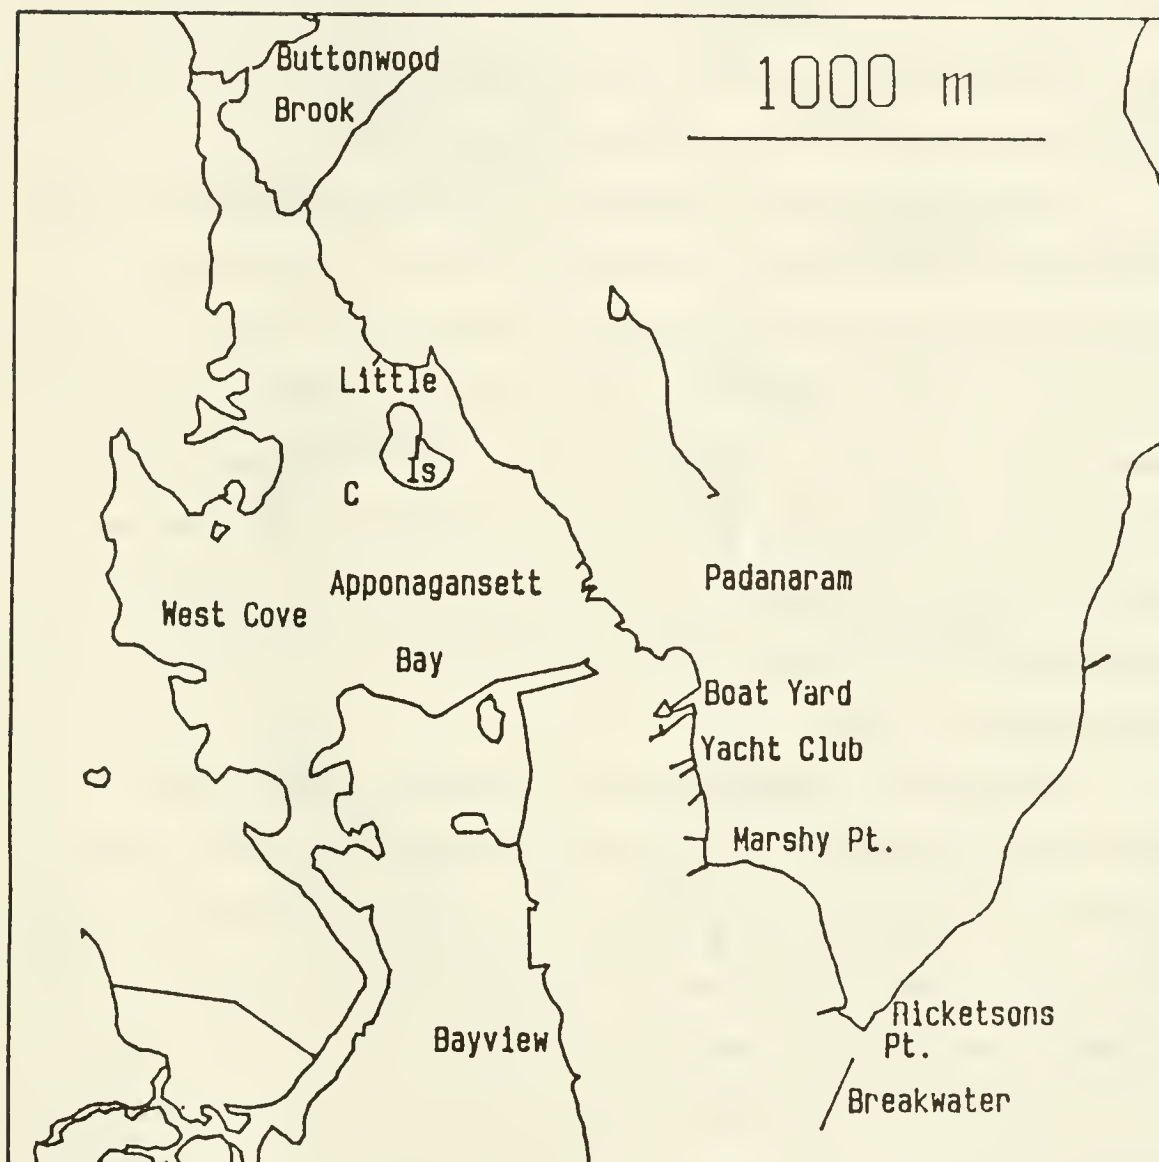 Buttonwood
Brook
1000 m
Little
Is
C
Apponagansett
Bay
West Cove
Padanaram
Boat Yard
Yacht Club
Marshy Pt.
Ricketsons
Pt.
Bayview
Breakwater